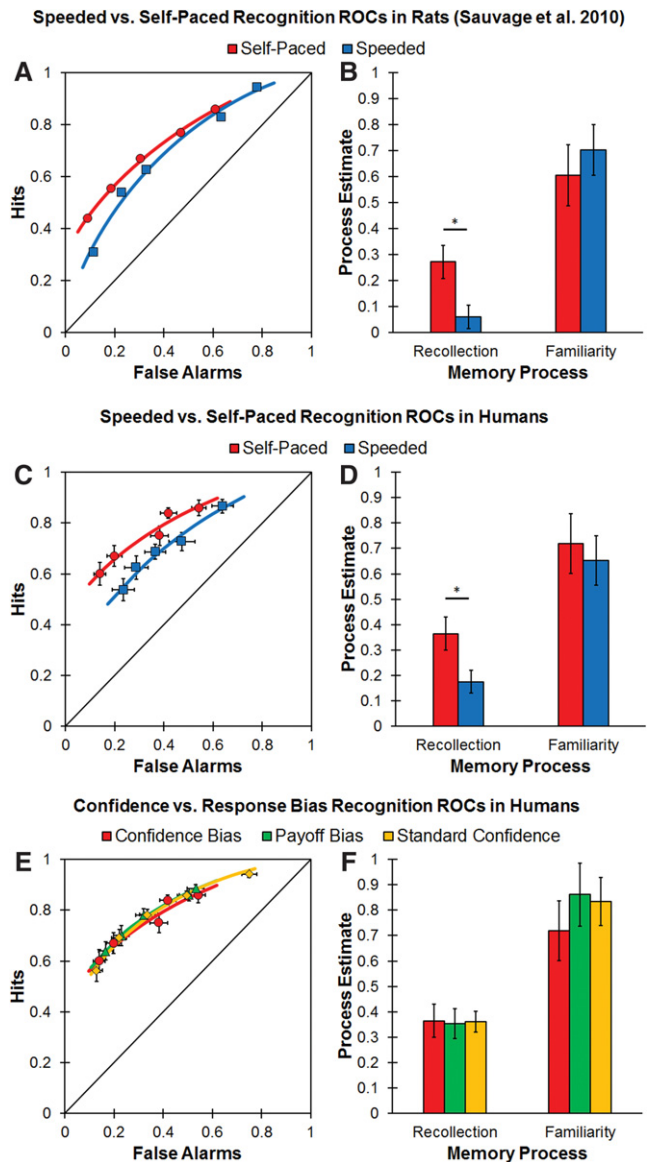 Speeded vs. Self-Paced Recognition ROCs in Rats (Sauvage et al. 2010)
Self-Paced Speeded
A
1
0.8
0.6
0.4
0.2
0
Hits
0 0.2 0.4 0.6 0.8 1
False Alarms
B
1
0.9
0.8
0.7
0.6
0.5
0.4
0.3
0.2
0.1
0
Process Estimate
*
Recollection Familiarity
Memory Process
Speeded vs. Self-Paced Recognition ROCs in Humans
Self-Paced Speeded
C
1
0.8
0.6
0.4
0.2
0
Hits
0 0.2 0.4 0.6 0.8 1
False Alarms
D
1
0.9
0.8
0.7
0.6
0.5
0.4
0.3
0.2
0.1
0
Process Estimate
*
Recollection Familiarity
Memory Process
Confidence vs. Response Bias Recognition ROCs in Humans
Confidence Bias Payoff Bias Standard Confidence
E
1
0.8
0.6
0.4
0.2
0
Hits
0 0.2 0.4 0.6 0.8 1
False Alarms
F
1
0.9
0.8
0.7
0.6
0.5
0.4
0.3
0.2
0.1
0
Process Estimate
Recollection Familiarity
Memory Process